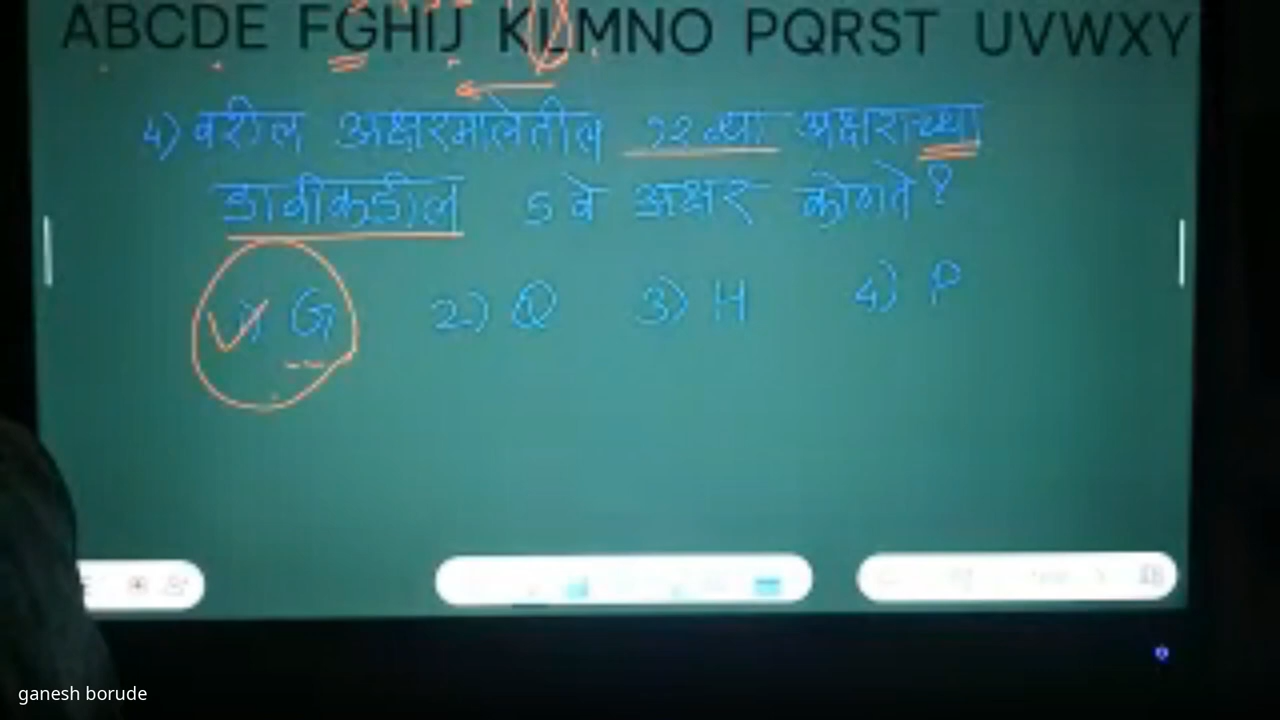 ABCDE FGHIJ KLMNO PQRST UVWXY
4) वरील अक्षरमालेतील 12 व्या अक्षराच्या
डावीकडील 5 वे अक्षर कोणते?
1) G 2) Q 3) H 4) P
ganesh borude